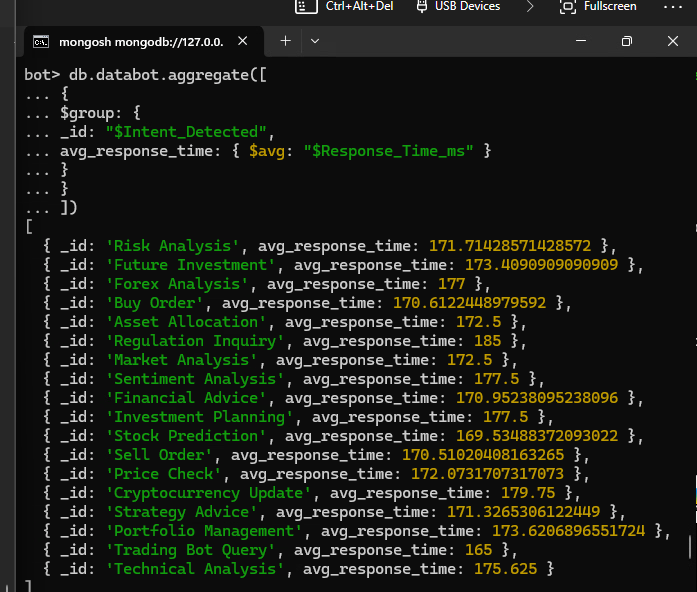 Ctrl+Alt+Del USB Devices Fullscreen ...
mongosh mongodb://127.0.0.
bot> db.databot.aggregate([
... {
... $group: {
... _id: "$Intent_Detected",
... avg_response_time: { $avg: "$Response_Time_ms" }
... }
... }
... ])
[
{ _id: 'Risk Analysis', avg_response_time: 171.71428571428572 },
{ _id: 'Future Investment', avg_response_time: 173.4090909090909 },
{ _id: 'Forex Analysis', avg_response_time: 177 },
{ _id: 'Buy Order', avg_response_time: 170.6122448979592 },
{ _id: 'Asset Allocation', avg_response_time: 172.5 },
{ _id: 'Regulation Inquiry', avg_response_time: 185 },
{ _id: 'Market Analysis', avg_response_time: 172.5 },
{ _id: 'Sentiment Analysis', avg_response_time: 177.5 },
{ _id: 'Financial Advice', avg_response_time: 170.95238095238096 },
{ _id: 'Investment Planning', avg_response_time: 177.5 },
{ _id: 'Stock Prediction', avg_response_time: 169.53488372093022 },
{ _id: 'Sell Order', avg_response_time: 170.51020408163265 },
{ _id: 'Price Check', avg_response_time: 172.0731707317073 },
{ _id: 'Cryptocurrency Update', avg_response_time: 179.75 },
{ _id: 'Strategy Advice', avg_response_time: 171.3265306122449 },
{ _id: 'Portfolio Management', avg_response_time: 173.6206896551724 },
{ _id: 'Trading Bot Query', avg_response_time: 165 },
{ _id: 'Technical Analysis', avg_response_time: 175.625 }
]